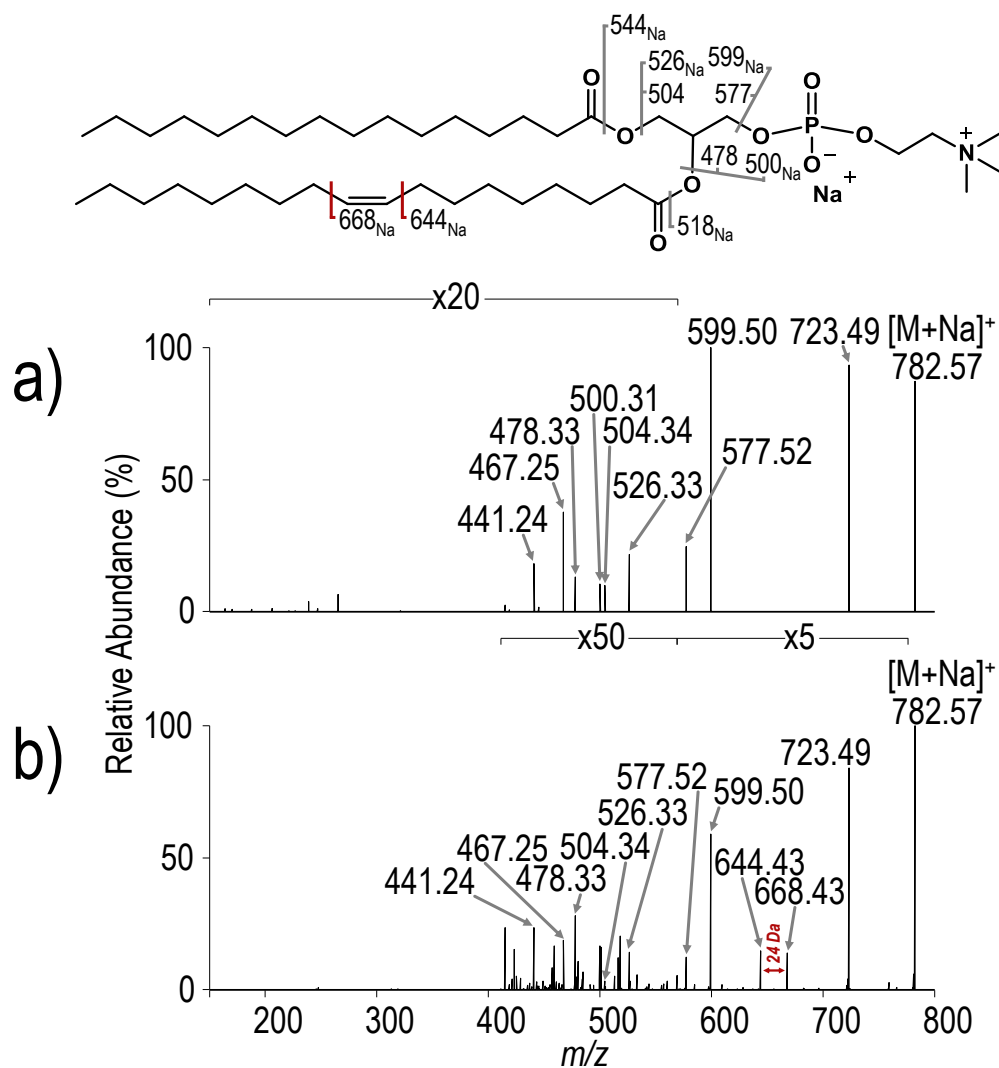 544Na
526Na 599Na
504 577
O O
O O P O N+
478 500Na O−
O Na+
668Na 644Na O 518Na
x20
a)
Relative Abundance (%)
100
50
0
599.50 723.49 [M+Na]+
782.57
500.31
478.33 504.34
467.25 577.52
526.33
441.24
x50 x5
b)
100
50
0
[M+Na]+
782.57
723.49
577.52 599.50
526.33
467.25 504.34 644.43
441.24 478.33 668.43
24 Da
200 300 400 500 600 700 800
m/z